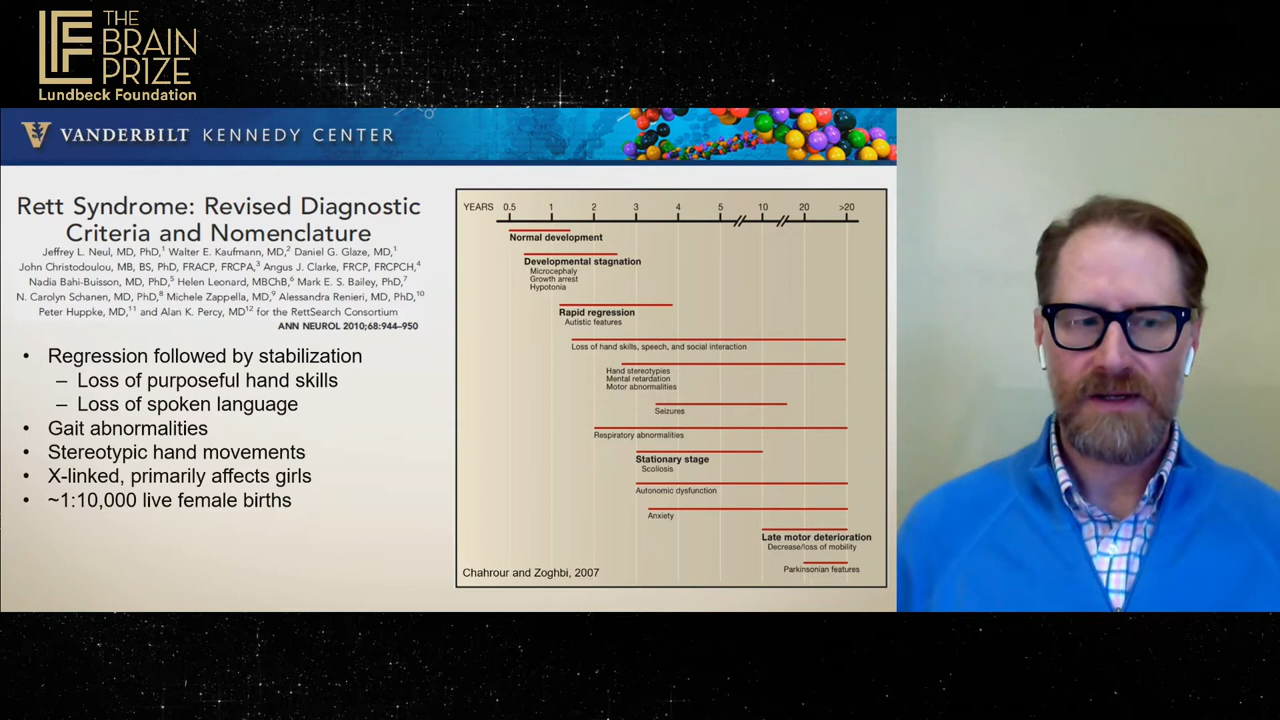 THE
BRAIN
PRIZE
Lundbeck Foundation
VANDERBILT KENNEDY CENTER
Rett Syndrome: Revised Diagnostic
Criteria and Nomenclature
Jeffrey L. Neul, MD, PhD,1 Walter E. Kaufmann, MD,2 Daniel G. Glaze, MD,1
John Christodoulou, MB, BS, PhD, FRACP, FRCPA,3 Angus J. Clarke, FRCP, FRCPCH,4
Nadia Bahi-Buisson, MD, PhD,5 Helen Leonard, MBChB,6 Mark E. S. Bailey, PhD,7
N. Carolyn Schanen, MD, PhD,8 Michele Zappella, MD,9 Alessandra Renieri, MD, PhD,10
Peter Huppke, MD,11 and Alan K. Percy, MD12 for the RettSearch Consortium
ANN NEUROL 2010;68:944–950
• Regression followed by stabilization
– Loss of purposeful hand skills
– Loss of spoken language
• Gait abnormalities
• Stereotypic hand movements
• X-linked, primarily affects girls
• ~1:10,000 live female births
YEARS 0.5 1 2 3 4 5 10 20 >20
Normal development
Developmental stagnation
Microcephaly
Growth arrest
Hypotonia
Rapid regression
Autistic features
Loss of hand skills, speech, and social interaction
Hand stereotypies
Mental retardation
Motor abnormalities
Seizures
Respiratory abnormalities
Stationary stage
Scoliosis
Autonomic dysfunction
Anxiety
Late motor deterioration
Decrease/loss of mobility
Parkinsonian features
Chahrour and Zoghbi, 2007